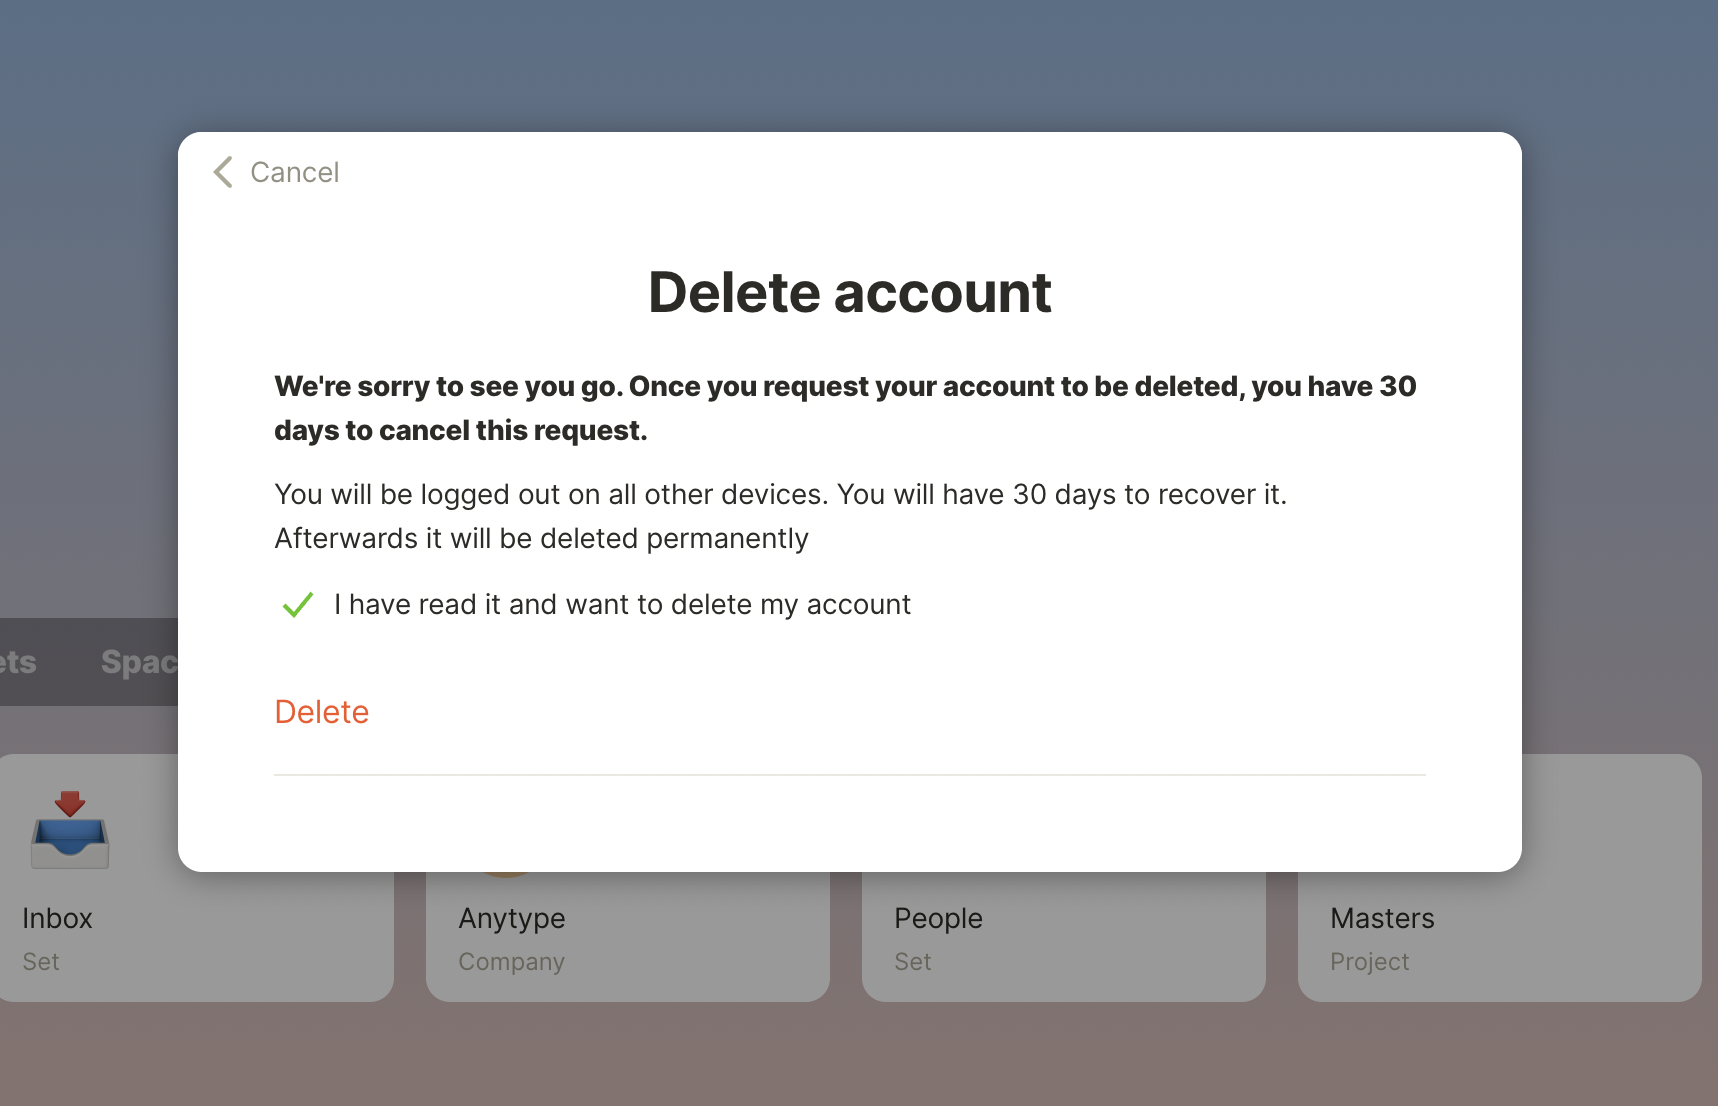 Cancel
Delete account
We're sorry to see you go. Once you request your account to be deleted, you have 30
days to cancel this request.
You will be logged out on all other devices. You will have 30 days to recover it.
Afterwards it will be deleted permanently
I have read it and want to delete my account
Delete
Inbox
Set
Anytype
Company
People
Set
Masters
Project